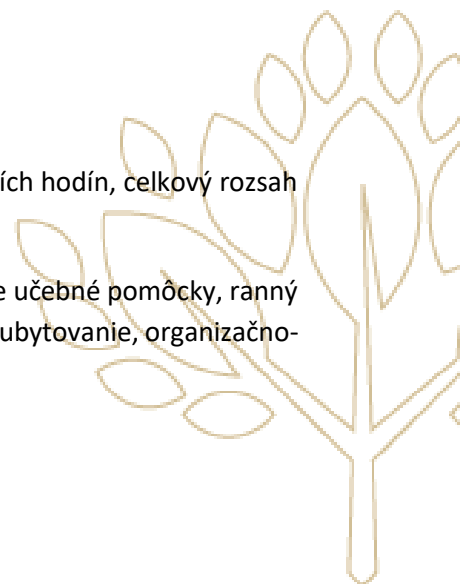 ích hodín, celkový rozsah
e učebné pomôcky, ranný
ubytovanie, organizačno-